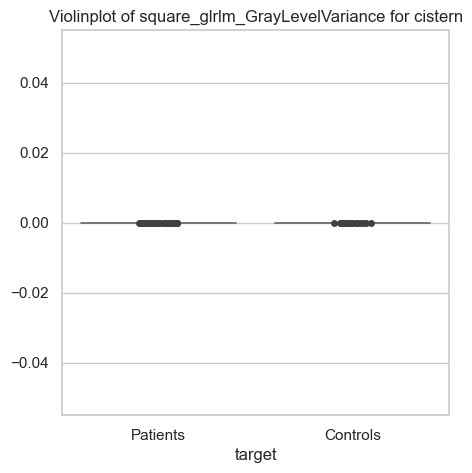 Violinplot of square_glrlm_GrayLevelVariance for cistern
0.04
0.02
0.00
−0.02
−0.04
Patients Controls
target